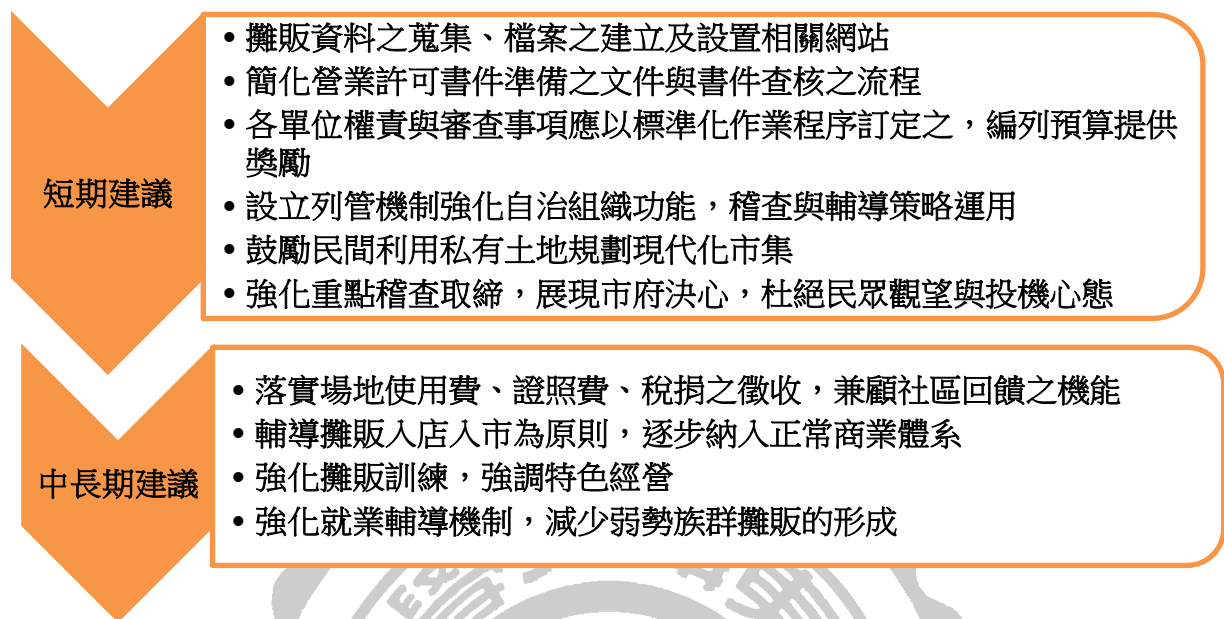 短期建議
•攤販資料之蒐集、檔案之建立及設置相關網站
•簡化營業許可書件準備之文件與書件查核之流程
•各單位權責與審查事項應以標準化作業程序訂定之，編列預算提供
獎勵
•設立列管機制強化自治組織功能，稽查與輔導策略運用
•鼓勵民間利用私有土地規劃現代化市集
•強化重點稽查取締，展現市府決心，杜絕民眾觀望與投機心態
中長期建議
•落實場地使用費、證照費、稅捐之徵收，兼顧社區回饋之機能
•輔導攤販入店入市為原則，逐步納入正常商業體系
•強化攤販訓練，強調特色經營
•強化就業輔導機制，減少弱勢族群攤販的形成